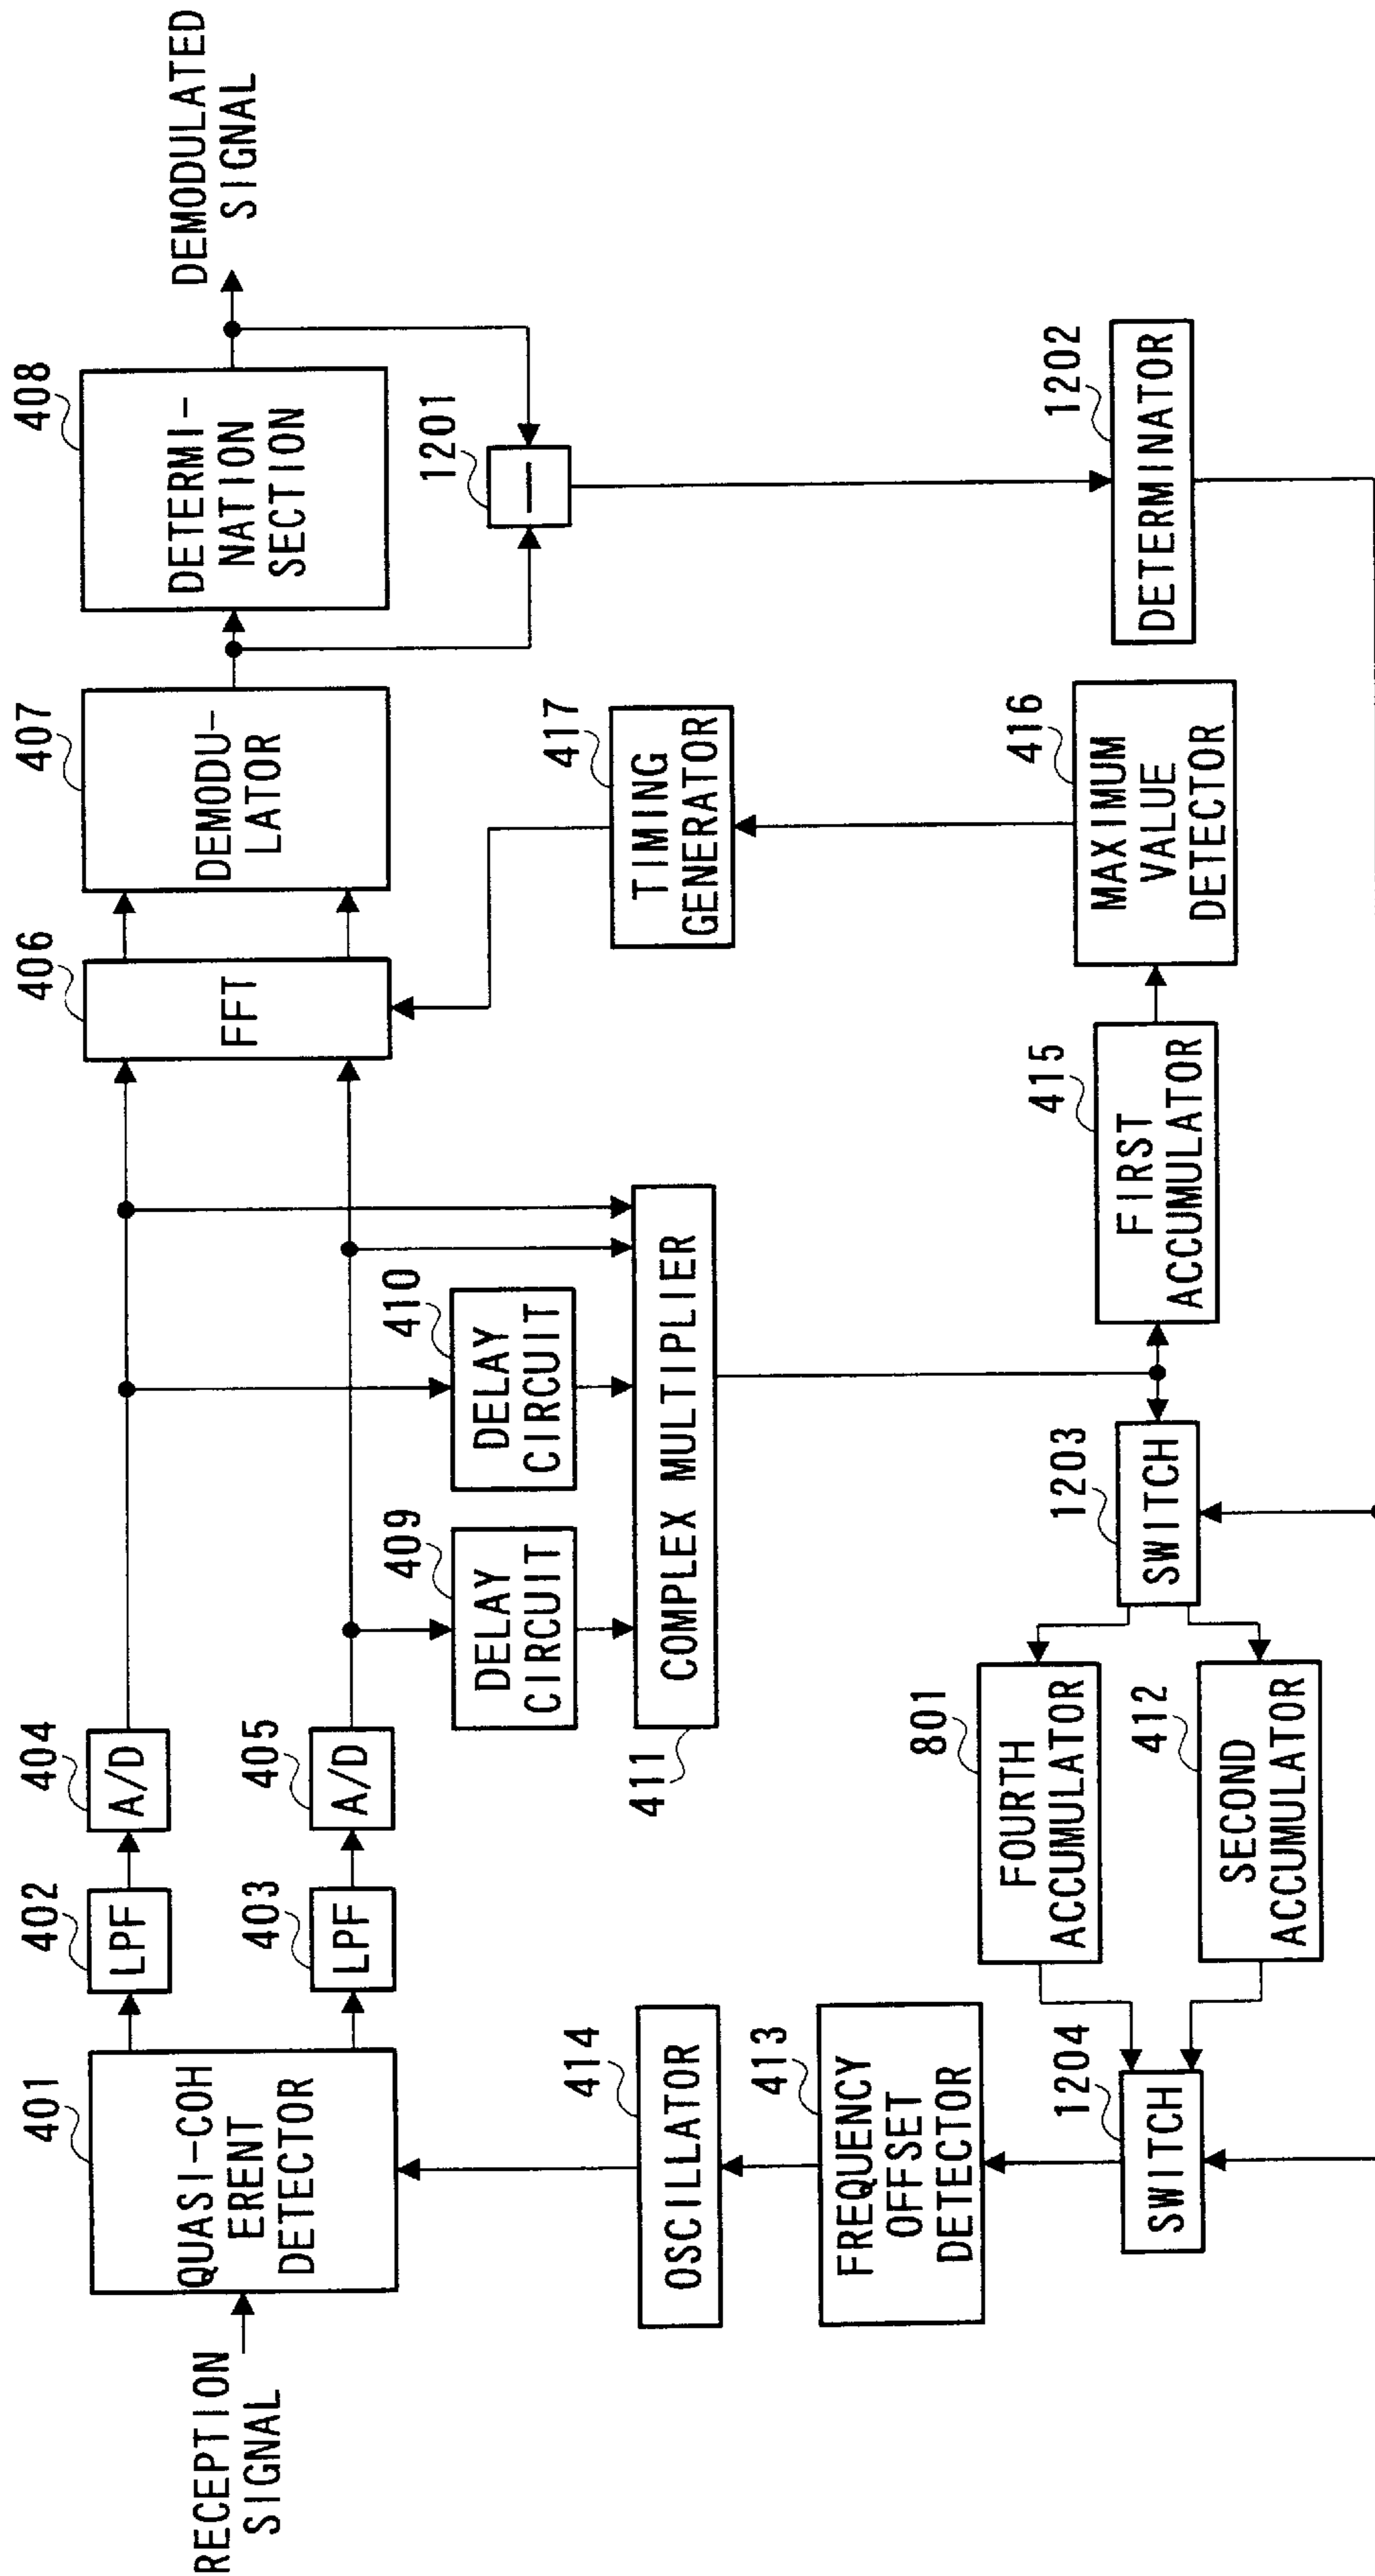 RECEPTION
SIGNAL
401
QUASI-COH
ERENT
DETECTOR
402
LPF
403
LPF
404
A/D
405
A/D
406
FFT
407
DEMODU-
LATOR
408
DETERMI-
NATION
SECTION
DEMODULATED
SIGNAL
409
DELAY
CIRCUIT
410
DELAY
CIRCUIT
411
COMPLEX MULTIPLIER
1201
−
417
TIMING
GENERATOR
414
OSCILLATOR
413
FREQUENCY
OFFSET
DETECTOR
1204
SWITCH
801
FOURTH
ACCUMULATOR
412
SECOND
ACCUMULATOR
1203
SWITCH
415
FIRST
ACCUMULATOR
416
MAXIMUM
VALUE
DETECTOR
1202
DETERMINATOR